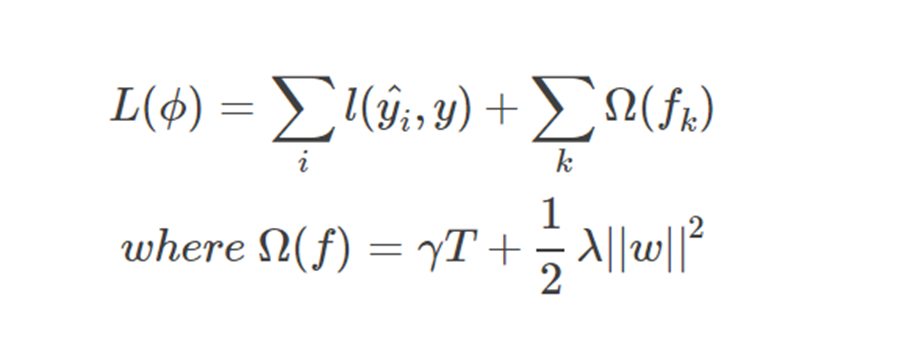 L(ϕ) = ∑_i l(ŷ_i, y) + ∑_k Ω(f_k)
where Ω(f) = γT + 1/2 λ||w||²